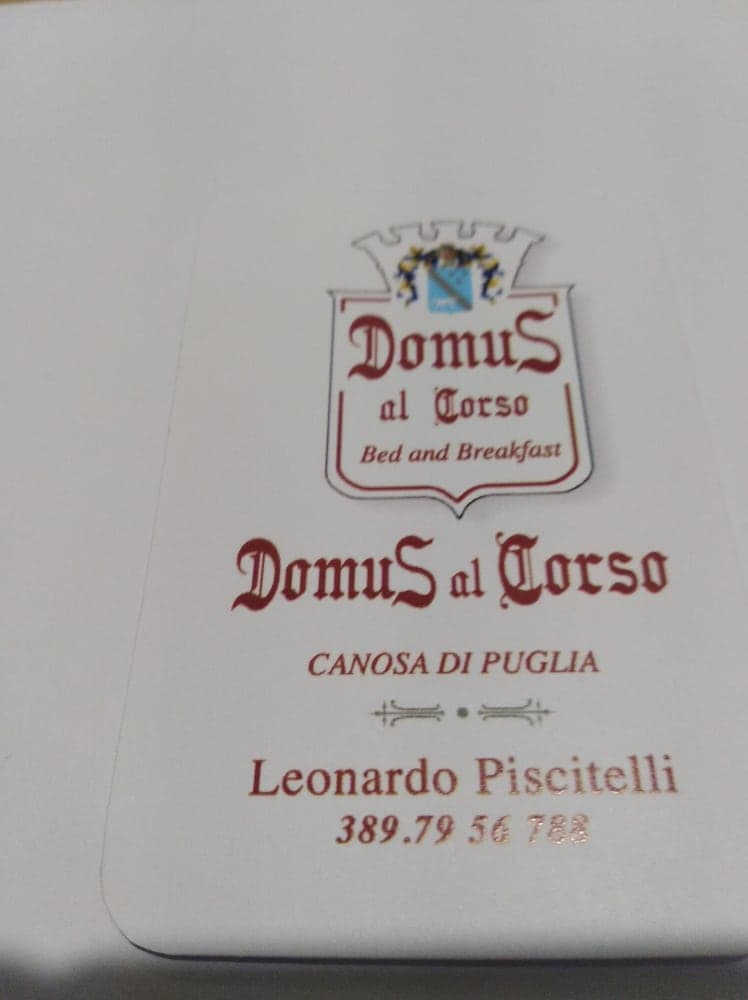 DomuS
al Corso
Bed and Breakfast
DomuS al Corso
CANOSA DI PUGLIA
Leonardo Piscitelli
389.79 56 788